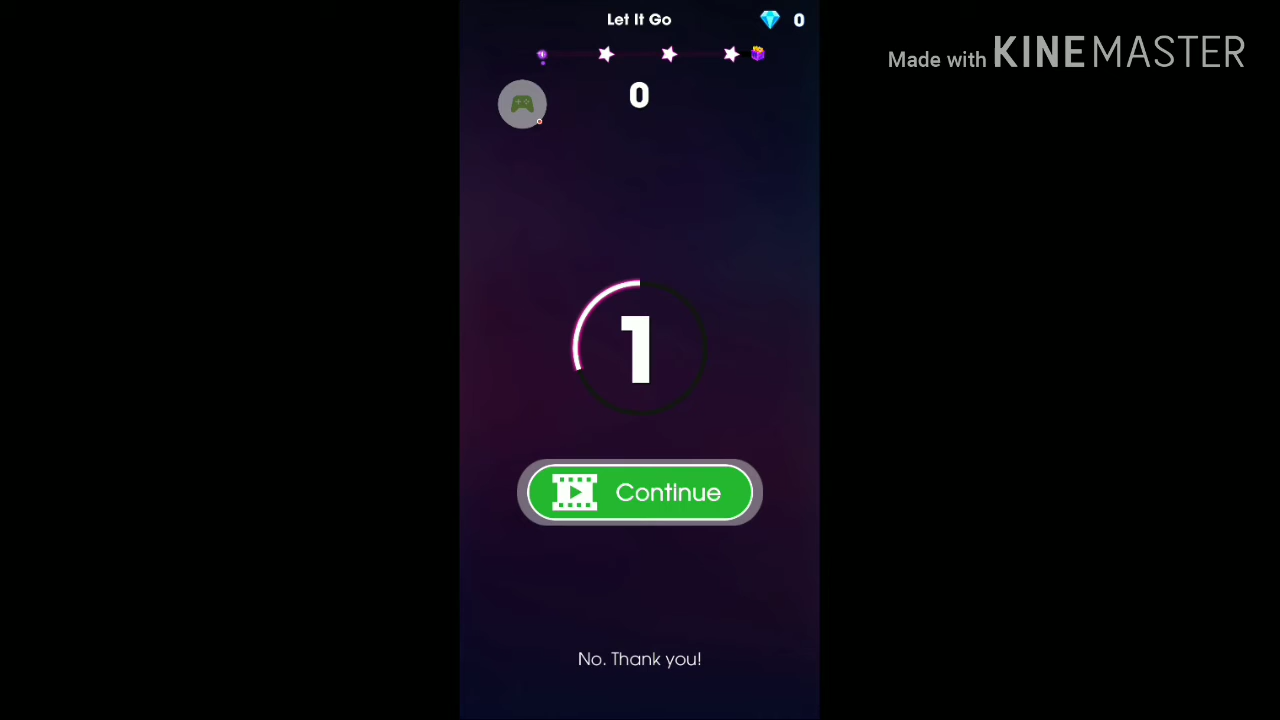 Let It Go
0
Made with KINEMASTER
0
1
Continue
No. Thank you!